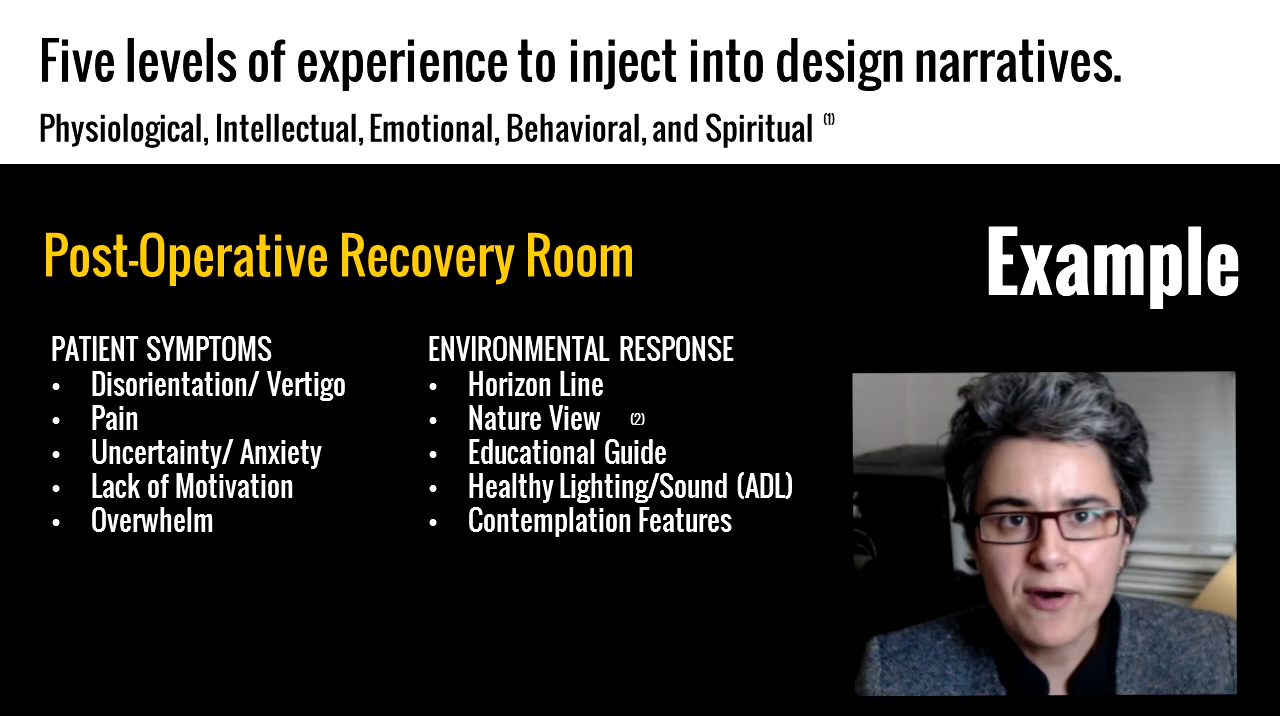 Five levels of experience to inject into design narratives.
Physiological, Intellectual, Emotional, Behavioral, and Spiritual (1)
Post-Operative Recovery Room
Example
PATIENT SYMPTOMS
• Disorientation/ Vertigo
• Pain
• Uncertainty/ Anxiety
• Lack of Motivation
• Overwhelm
ENVIRONMENTAL RESPONSE
• Horizon Line
• Nature View (2)
• Educational Guide
• Healthy Lighting/Sound (ADL)
• Contemplation Features